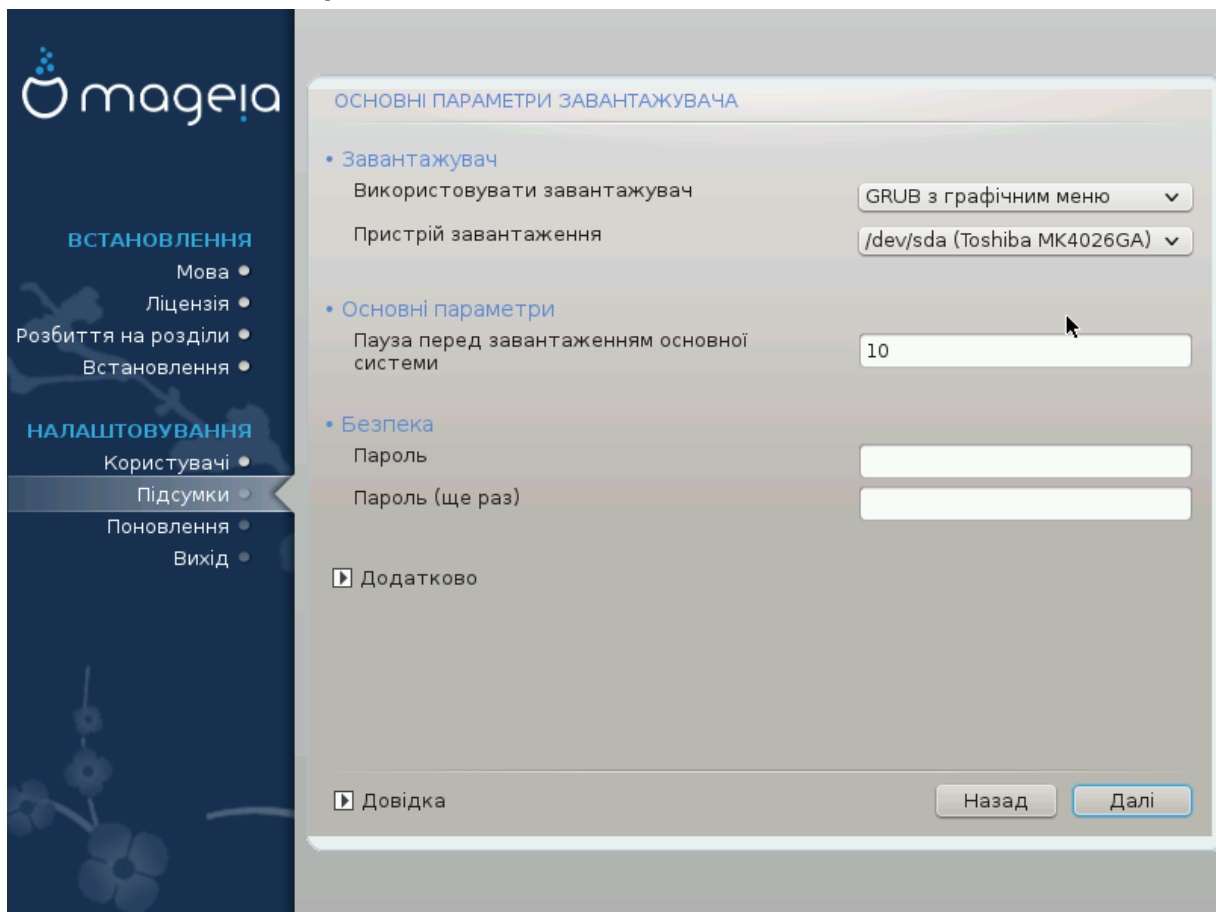 mageia
ВСТАНОВЛЕННЯ
Мова
Ліцензія
Розбиття на розділи
Встановлення
НАЛАШТОВУВАННЯ
Користувачі
Підсумки
Поновлення
Вихід
ОСНОВНІ ПАРАМЕТРИ ЗАВАНТАЖУВАЧА
• Завантажувач
Використовувати завантажувач
GRUB з графічним меню
Пристрій завантаження
/dev/sda (Toshiba MK4026GA)
• Основні параметри
Пауза перед завантаженням основної
системи
10
• Безпека
Пароль
Пароль (ще раз)
Додатково
Довідка
Назад
Далі